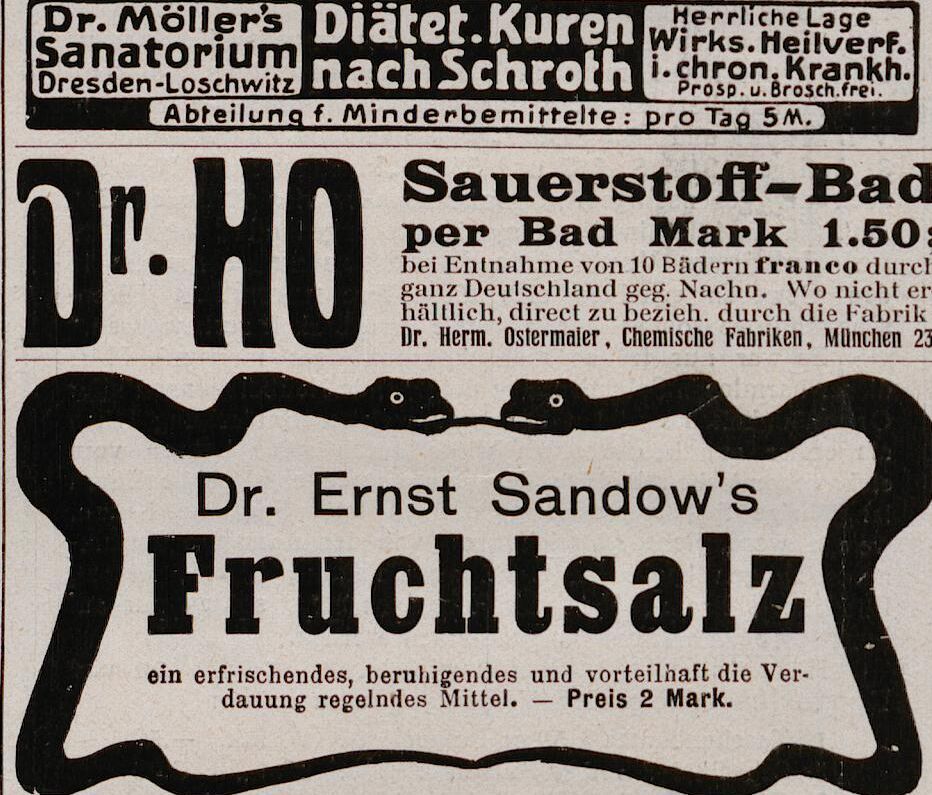 Dr. Möller's
Sanatorium
Dresden-Loschwitz
Diätet. Kuren
nach Schroth
Herrliche Lage
Wirks. Heilverf.
i. chron. Krankh.
Prosp. u. Brosch. frei.
Abteilung f. Minderbemittelte: pro Tag 5 M.
Dr. HO
Sauerstoff-Bad
per Bad Mark 1.50:
bei Entnahme von 10 Bädern franco durch
ganz Deutschland geg. Nachn. Wo nicht er-
hältlich, direct zu bezieh. durch die Fabrik
Dr. Herm. Ostermaier, Chemische Fabriken, München 23
Dr. Ernst Sandow's
Fruchtsalz
ein erfrischendes, beruhigendes und vorteilhaft die Ver-
dauung regelndes Mittel. — Preis 2 Mark.